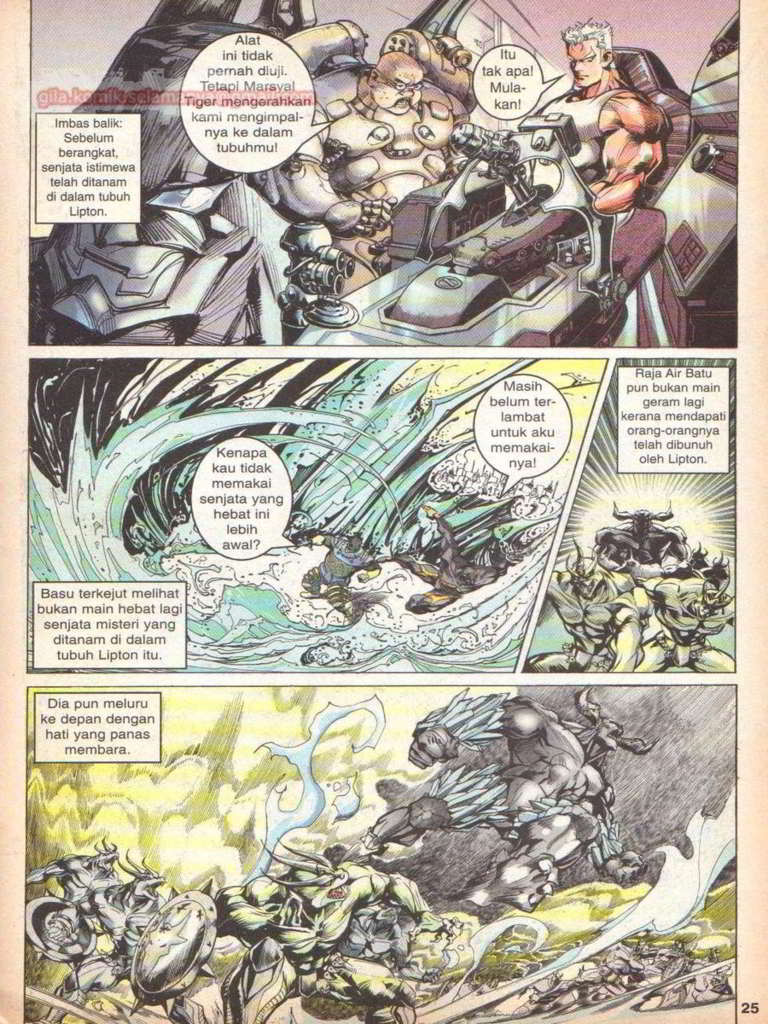 Alat
ini tidak
pernah diuji.
Tetapi Marsyal
Tiger mengerahkan
kami mengimpal-
nya ke dalam
tubuhmu!
Itu
tak apa!
Mula-
kan!
Imbas balik:
Sebelum
berangkat,
senjata istimewa
telah ditanam
di dalam tubuh
Lipton.
Kenapa
kau tidak
memakai
senjata yang
hebat ini
lebih
awal?
Masih
belum ter-
lambat
untuk aku
memakai-
nya!
Basu terkejut melihat
bukan main hebat lagi
senjata misteri yang
ditanam di dalam
tubuh Lipton itu.
Raja Air Batu
pun bukan main
geram lagi
kerana mendapati
orang-orangnya
telah dibunuh
oleh Lipton.
Dia pun meluru
ke depan dengan
hati yang panas
membara.
25